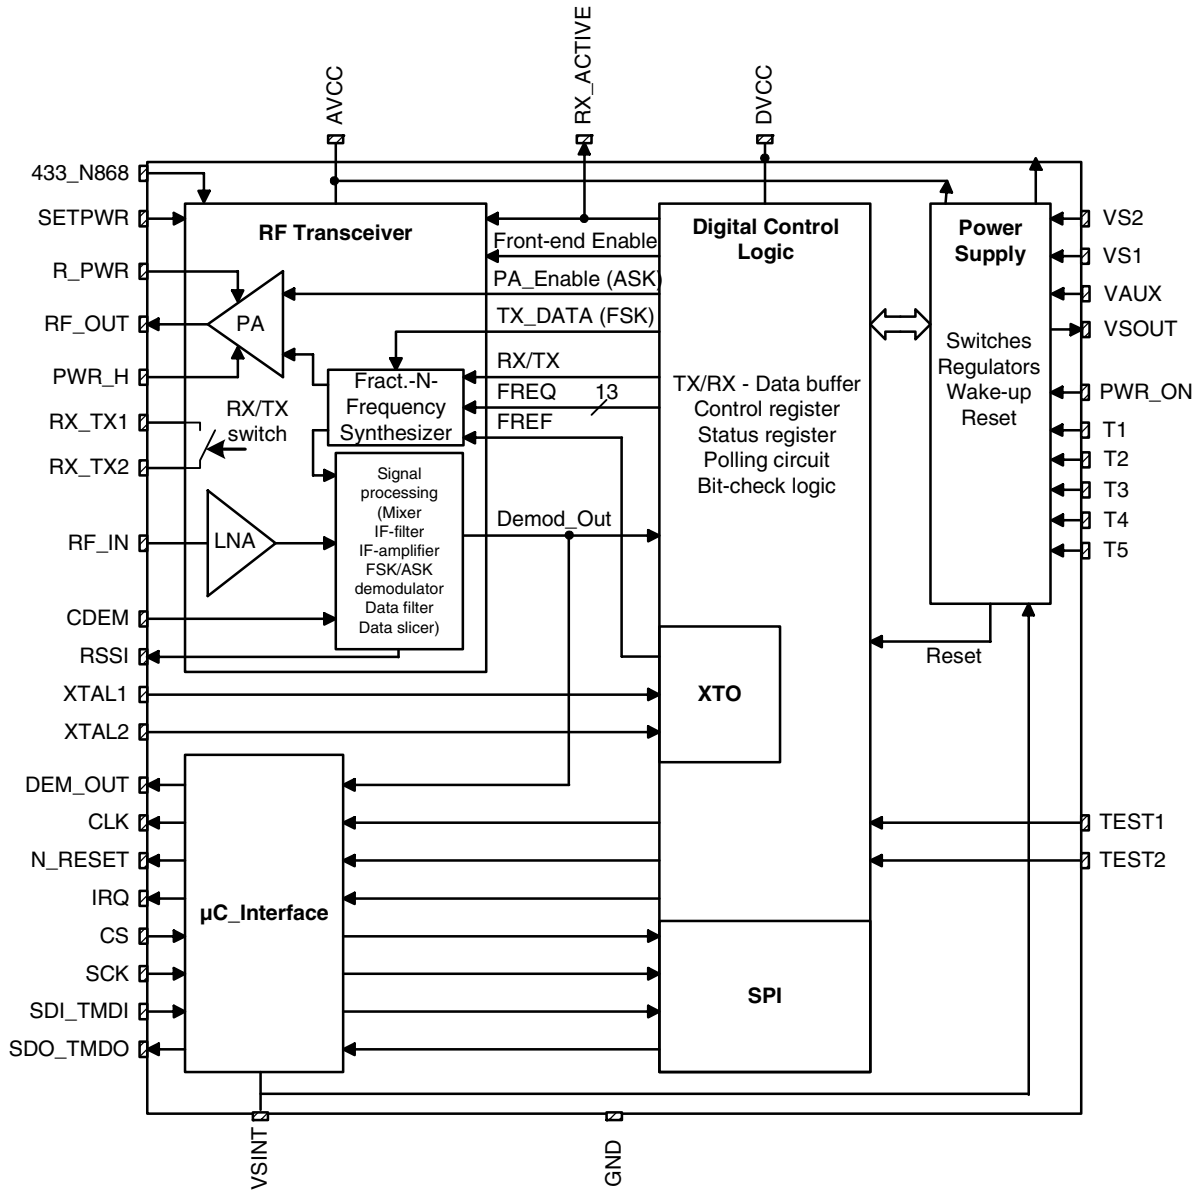 AVCC
RX_ACTIVE
DVCC
433_N868
SETPWR
R_PWR
RF_OUT
PWR_H
RX_TX1
RX_TX2
RF_IN
CDEM
RSSI
XTAL1
XTAL2
DEM_OUT
CLK
N_RESET
IRQ
CS
SCK
SDI_TMDI
SDO_TMDO
RF Transceiver
PA
RX/TX
switch
LNA
Fract.-N-
Frequency
Synthesizer
Signal
processing
(Mixer
IF-filter
IF-amplifier
FSK/ASK
demodulator
Data filter
Data slicer)
Front-end Enable
PA_Enable (ASK)
TX_DATA (FSK)
RX/TX
FREQ
13
FREF
Demod_Out
Digital Control
Logic
TX/RX - Data buffer
Control register
Status register
Polling circuit
Bit-check logic
XTO
SPI
µC_Interface
Power
Supply
Switches
Regulators
Wake-up
Reset
Reset
VS2
VS1
VAUX
VSOUT
PWR_ON
T1
T2
T3
T4
T5
TEST1
TEST2
VSINT
GND